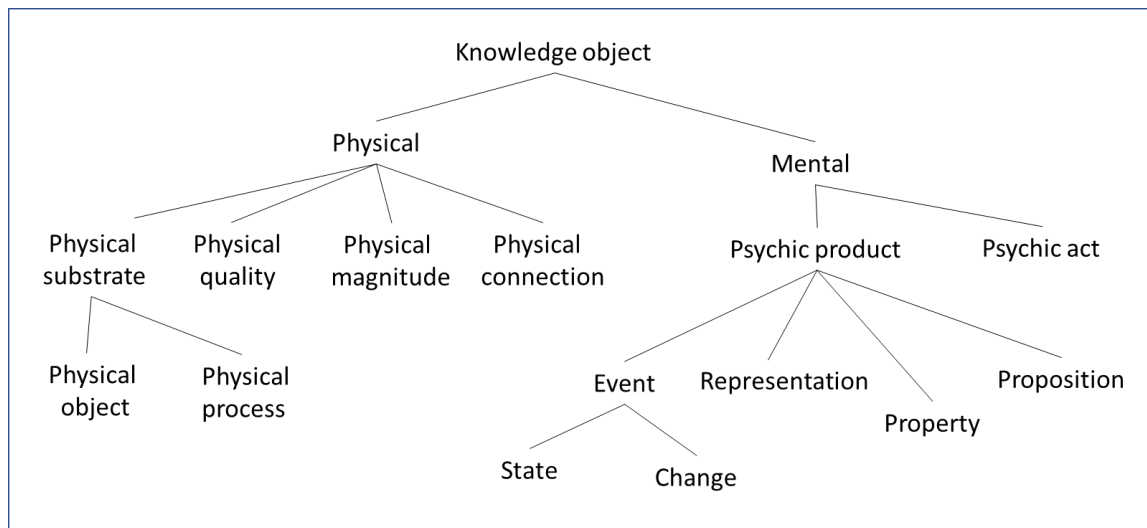 Knowledge object
Physical
Mental
Physical
substrate
Physical
quality
Physical
magnitude
Physical
connection
Psychic product
Psychic act
Physical
object
Physical
process
Event
Representation
Property
Proposition
State
Change